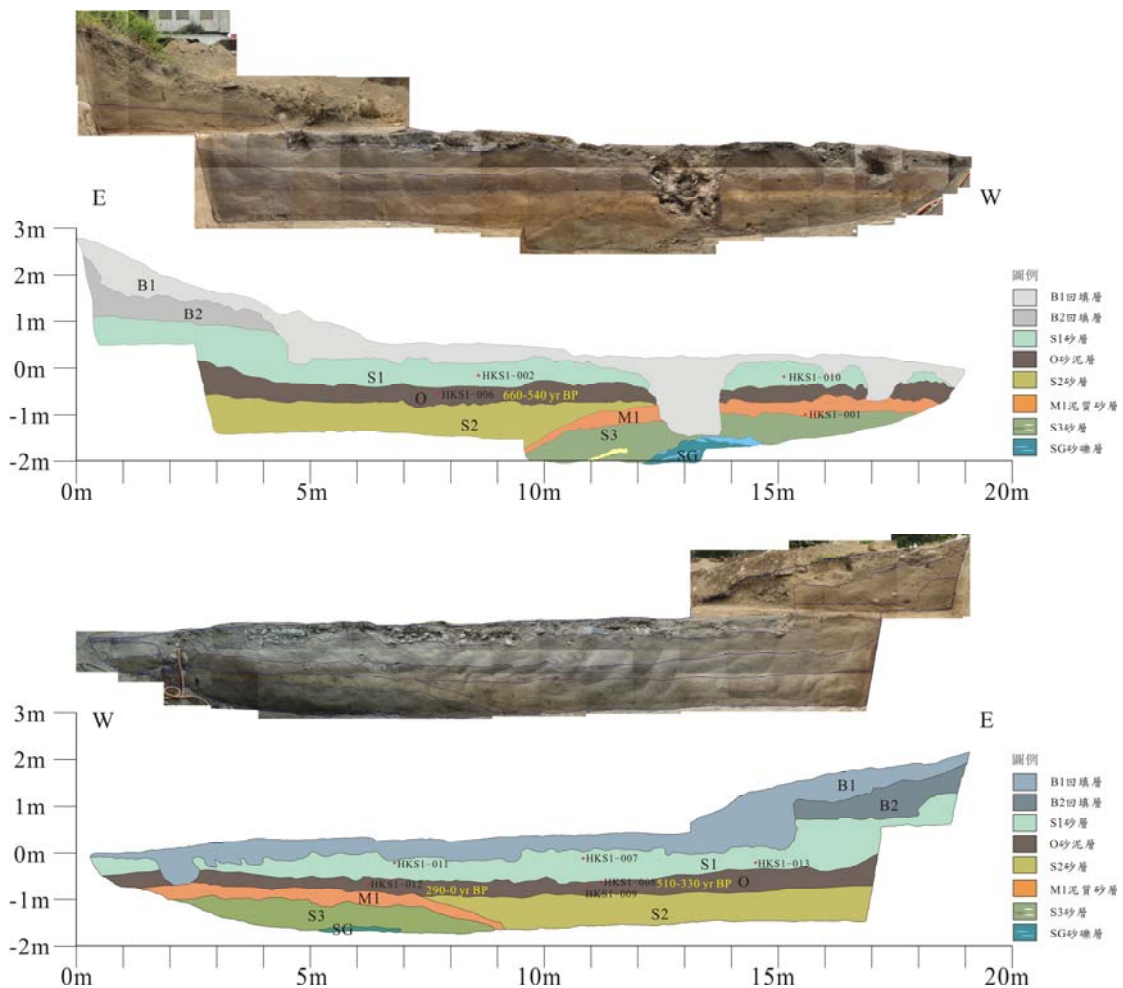 E
W
3m
2m
1m
0m
-1m
-2m
B1
B2
S1
HKS1-002
HKS1-010
O
HKS1-006
660-540 yr BP
S2
M1
HKS1-001
S3
SG
0m
5m
10m
15m
20m
圖例
B1回填層
B2回填層
S1砂層
O砂泥層
S2砂層
M1泥質砂層
S3砂層
SG砂礫層
W
E
3m
2m
1m
0m
-1m
-2m
B1
B2
HKS1-011
HKS1-007
S1
HKS1-013
HKS1-012
290-0 yr BP
HKS1-008
510-330 yr BP
O
HKS1-009
M1
S3
S2
SG
0m
5m
10m
15m
20m
圖例
B1回填層
B2回填層
S1砂層
O砂泥層
S2砂層
M1泥質砂層
S3砂層
SG砂礫層